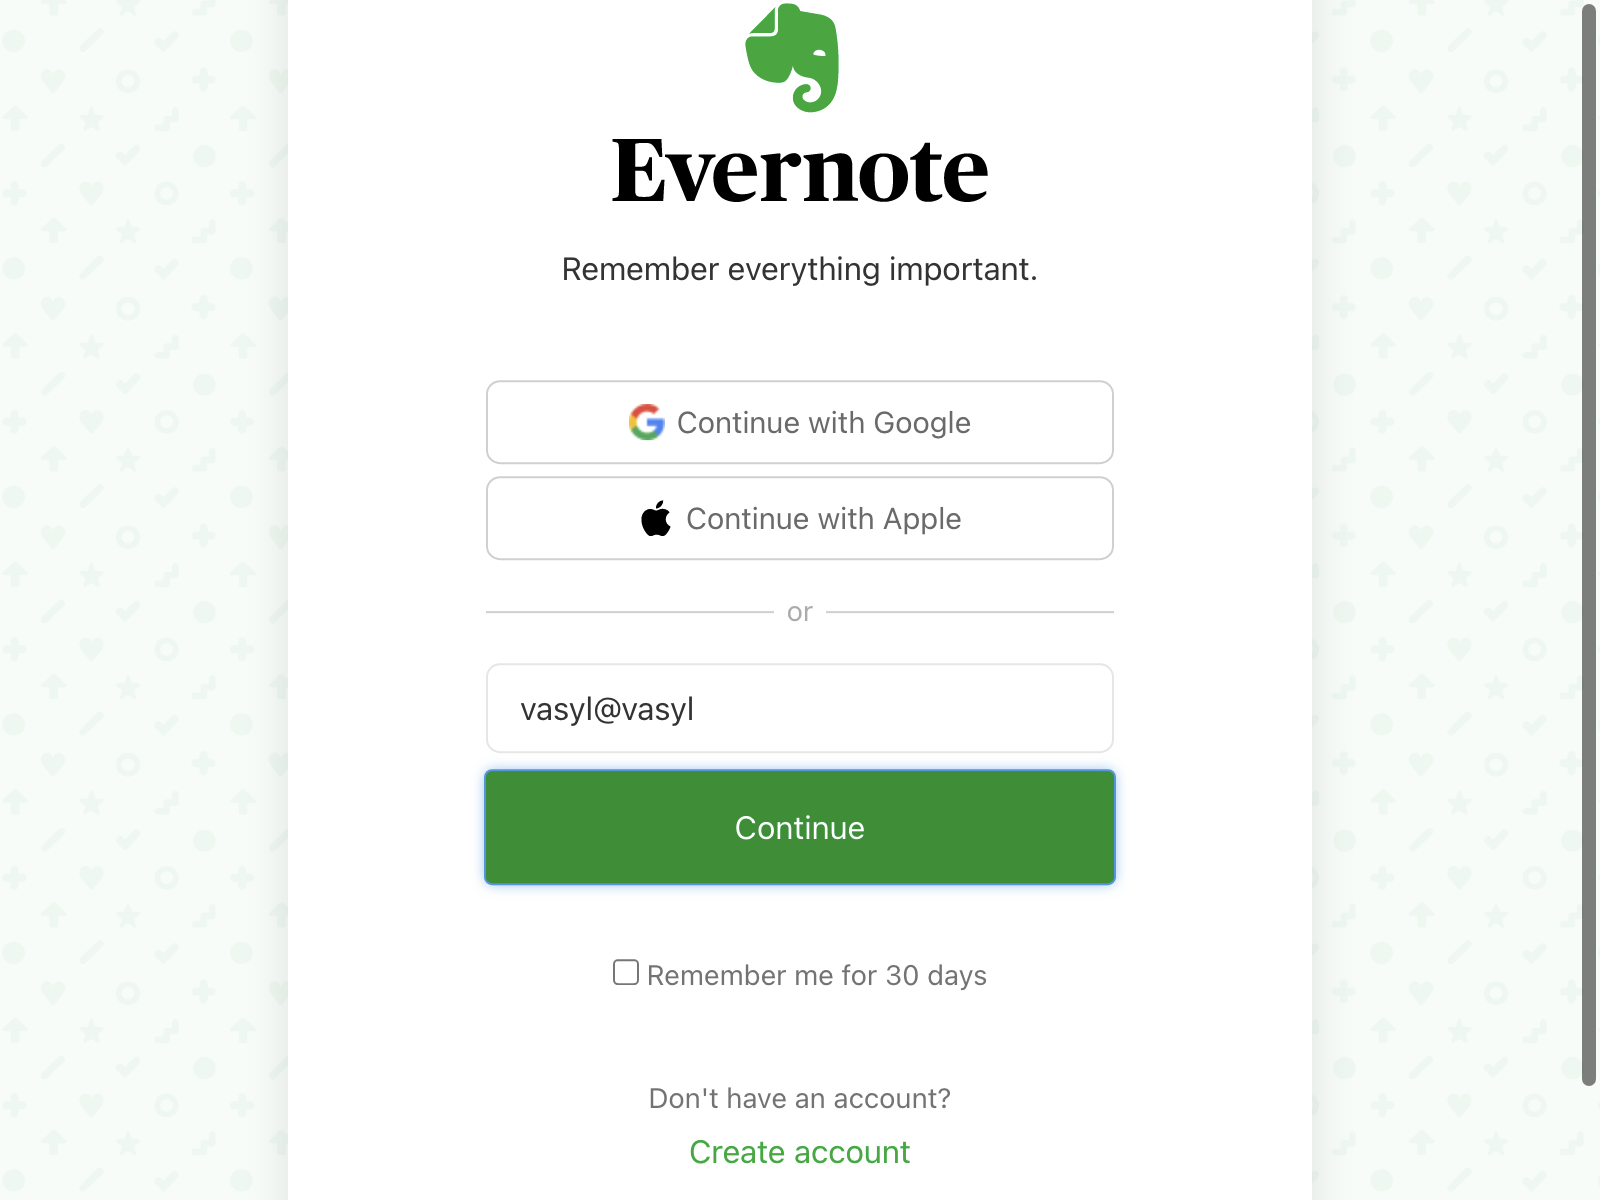 Evernote
Remember everything important.
Continue with Google
Continue with Apple
or
vasyl@vasyl
Continue
Remember me for 30 days
Don't have an account?
Create account